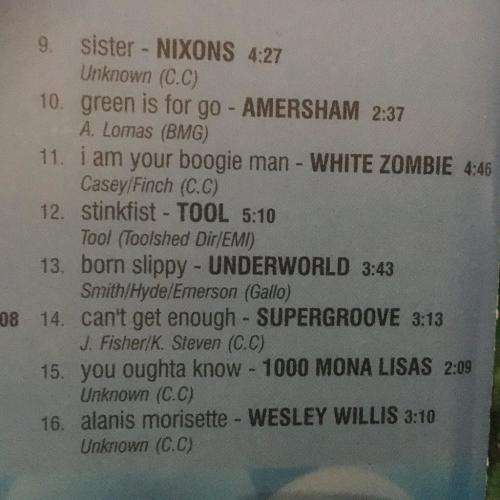 9. sister - NIXONS 4:27
Unknown (C.C)
10. green is for go - AMERSHAM 2:37
A. Lomas (BMG)
11. i am your boogie man - WHITE ZOMBIE 4:46
Casey/Finch (C.C)
12. stinkfist - TOOL 5:10
Tool (Toolshed Dir/EMI)
13. born slippy - UNDERWORLD 3:43
Smith/Hyde/Emerson (Gallo)
08 14. can't get enough - SUPERGROOVE 3:13
J. Fisher/K. Steven (C.C)
15. you oughta know - 1000 MONA LISAS 2:09
Unknown (C.C)
16. alanis morisette - WESLEY WILLIS 3:10
Unknown (C.C)